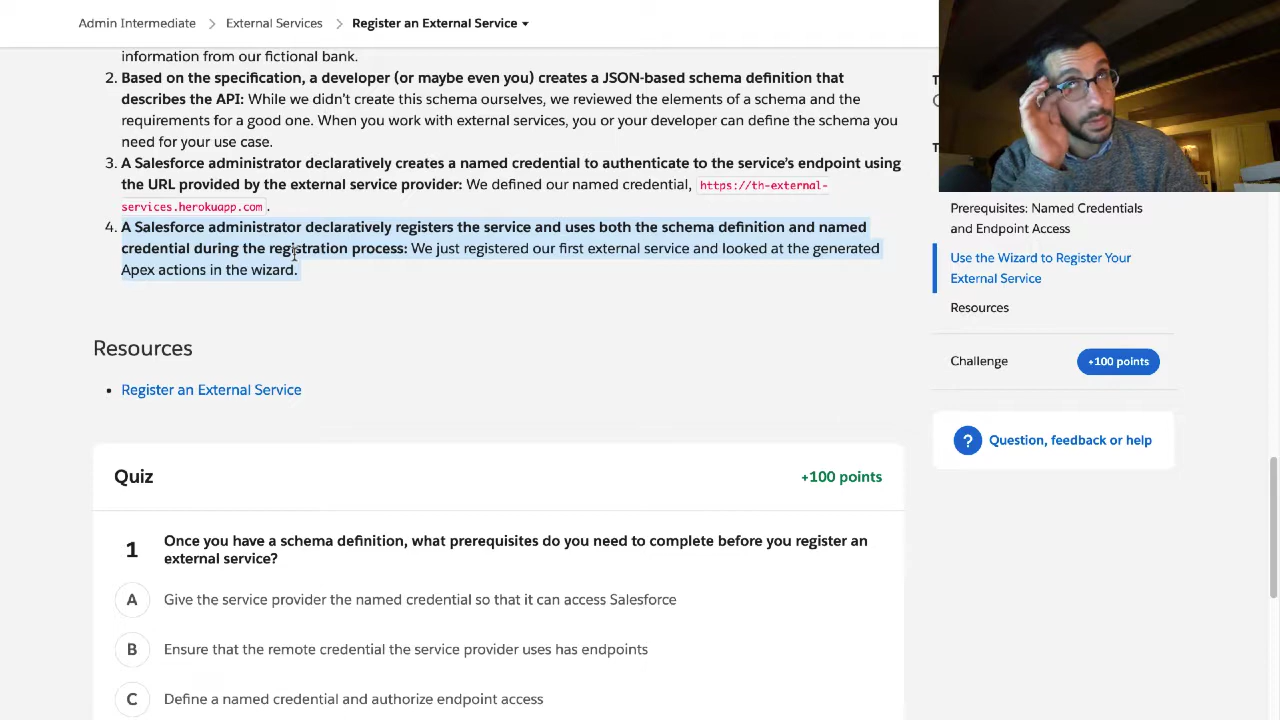 Admin Intermediate > External Services > Register an External Service
information from our fictional bank.
2. Based on the specification, a developer (or maybe even you) creates a JSON-based schema definition that
describes the API: While we didn't create this schema ourselves, we reviewed the elements of a schema and the
requirements for a good one. When you work with external services, you or your developer can define the schema you
need for your use case.
3. A Salesforce administrator declaratively creates a named credential to authenticate to the service's endpoint using
the URL provided by the external service provider: We defined our named credential, https://th-external-
services.herokuapp.com.
4. A Salesforce administrator declaratively registers the service and uses both the schema definition and named
credential during the registration process: We just registered our first external service and looked at the generated
Apex actions in the wizard.
Resources
• Register an External Service
Quiz
+100 points
1
Once you have a schema definition, what prerequisites do you need to complete before you register an
external service?
A Give the service provider the named credential so that it can access Salesforce
B Ensure that the remote credential the service provider uses has endpoints
C Define a named credential and authorize endpoint access
Prerequisites: Named Credentials
and Endpoint Access
Use the Wizard to Register Your
External Service
Resources
Challenge
+100 points
? Question, feedback or help